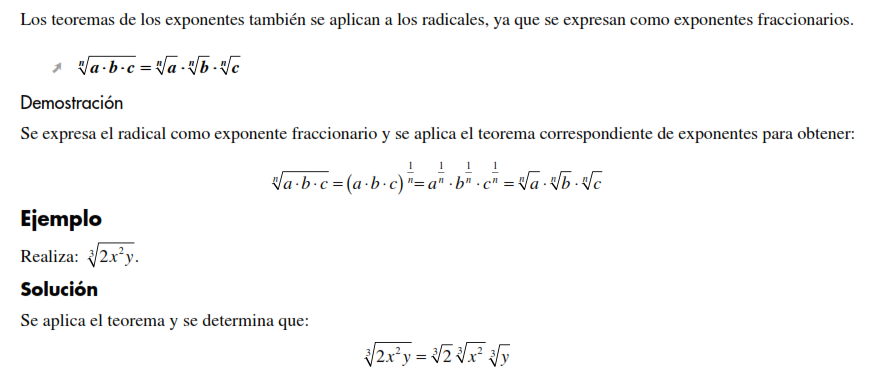 Los teoremas de los exponentes también se aplican a los radicales, ya que se expresan como exponentes fraccionarios.
$\sqrt[n]{a \cdot b \cdot c} = \sqrt[n]{a} \cdot \sqrt[n]{b} \cdot \sqrt[n]{c}$
Demostración
Se expresa el radical como exponente fraccionario y se aplica el teorema correspondiente de exponentes para obtener:
$\sqrt[n]{a \cdot b \cdot c} = (a \cdot b \cdot c)^{\frac{1}{n}} = a^{\frac{1}{n}} \cdot b^{\frac{1}{n}} \cdot c^{\frac{1}{n}} = \sqrt[n]{a} \cdot \sqrt[n]{b} \cdot \sqrt[n]{c}$
Ejemplo
Realiza: $\sqrt[3]{2x^2y}$.
Solución
Se aplica el teorema y se determina que:
$\sqrt[3]{2x^2y} = \sqrt[3]{2} \sqrt[3]{x^2} \sqrt[3]{y}$